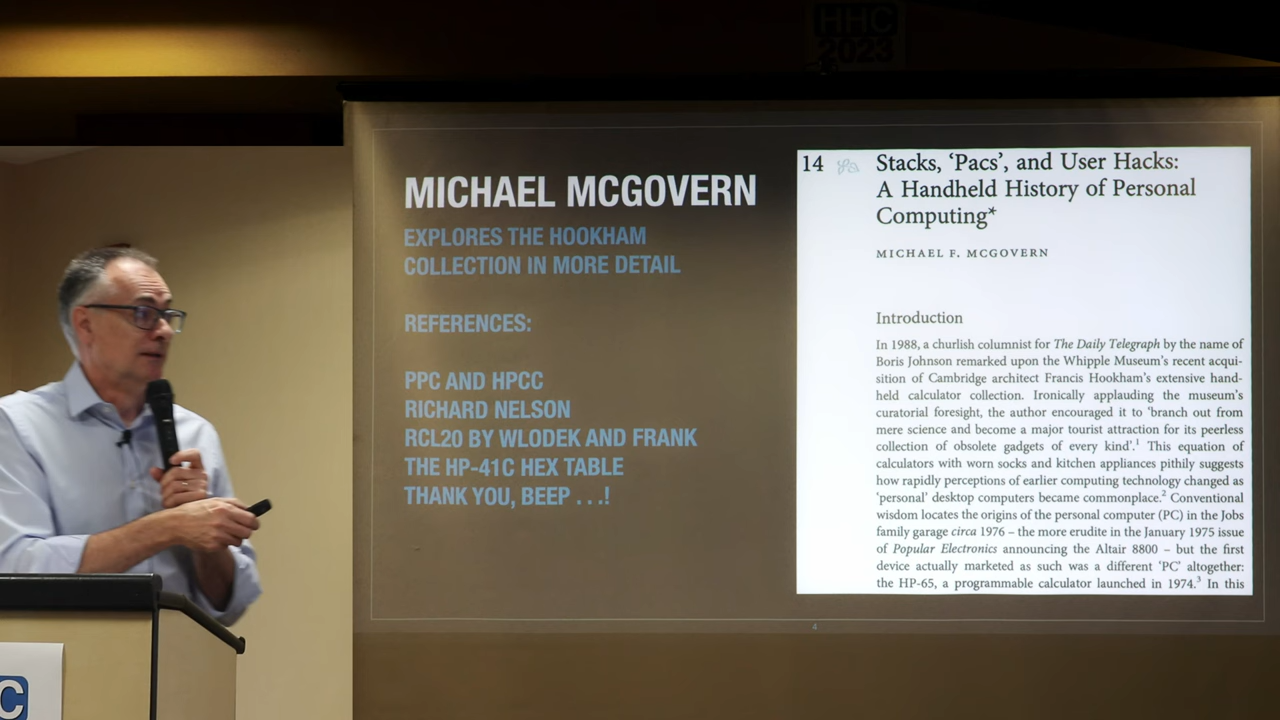 HHC
2023
MICHAEL MCGOVERN
EXPLORES THE HOOKHAM
COLLECTION IN MORE DETAIL
REFERENCES:
PPC AND HPCC
RICHARD NELSON
RCL20 BY WLODEK AND FRANK
THE HP-41C HEX TABLE
THANK YOU, BEEP . . .!
14
Stacks, ‘Pacs’, and User Hacks:
A Handheld History of Personal
Computing*
MICHAEL F. MCGOVERN
Introduction
In 1988, a churlish columnist for The Daily Telegraph by the name of
Boris Johnson remarked upon the Whipple Museum’s recent acqui-
sition of Cambridge architect Francis Hookham’s extensive hand-
held calculator collection. Ironically applauding the museum’s
curatorial foresight, the author encouraged it to ‘branch out from
mere science and become a major tourist attraction for its peerless
collection of obsolete gadgets of every kind’.1 This equation of
calculators with worn socks and kitchen appliances pithily suggests
how rapidly perceptions of earlier computing technology changed as
‘personal’ desktop computers became commonplace.2 Conventional
wisdom locates the origins of the personal computer (PC) in the Jobs
family garage circa 1976 – the more erudite in the January 1975 issue
of Popular Electronics announcing the Altair 8800 – but the first
device actually marketed as such was a different ‘PC’ altogether:
the HP-65, a programmable calculator launched in 1974.3 In this
4
C